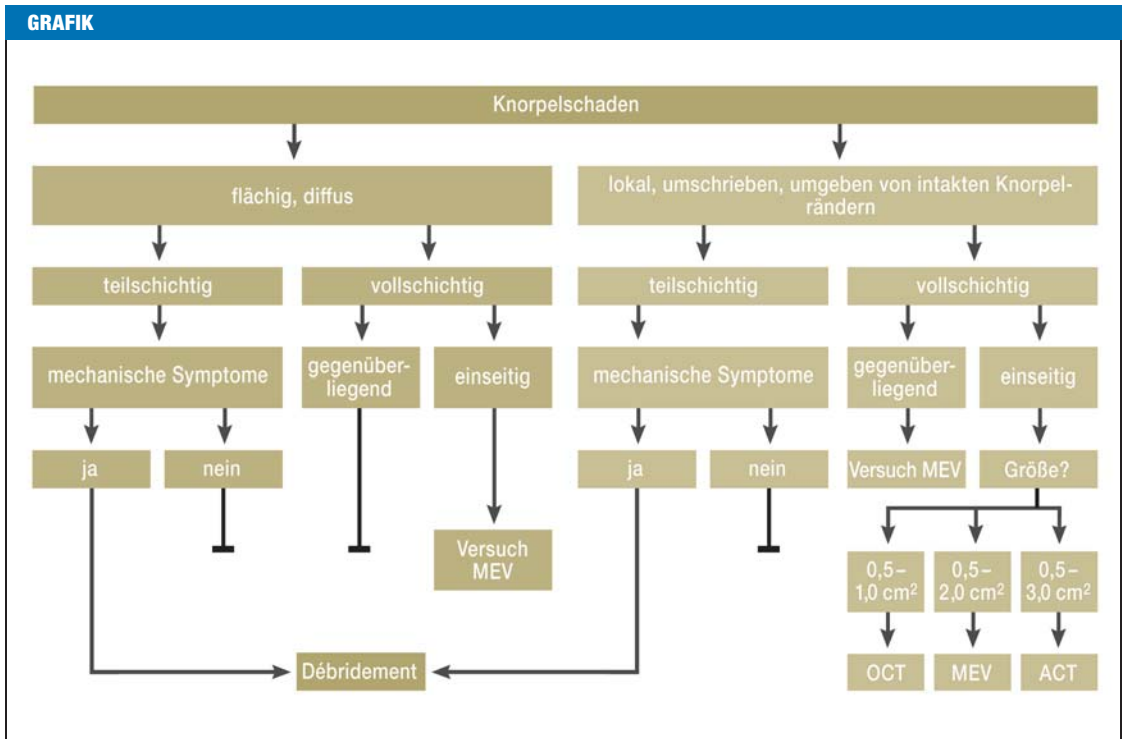 GRAFIK
Knorpelschaden
flächig, diffus
lokal, umschrieben, umgeben von intakten Knorpel-
rändern
teilschichtig
vollschichtig
teilschichtig
vollschichtig
mechanische Symptome
gegenüber-
liegend
einseitig
mechanische Symptome
gegenüber-
liegend
einseitig
ja
nein
ja
nein
Versuch MEV
Größe?
Versuch
MEV
0,5–
1,0 cm²
0,5–
2,0 cm²
0,5–
3,0 cm²
Débridement
OCT
MEV
ACT